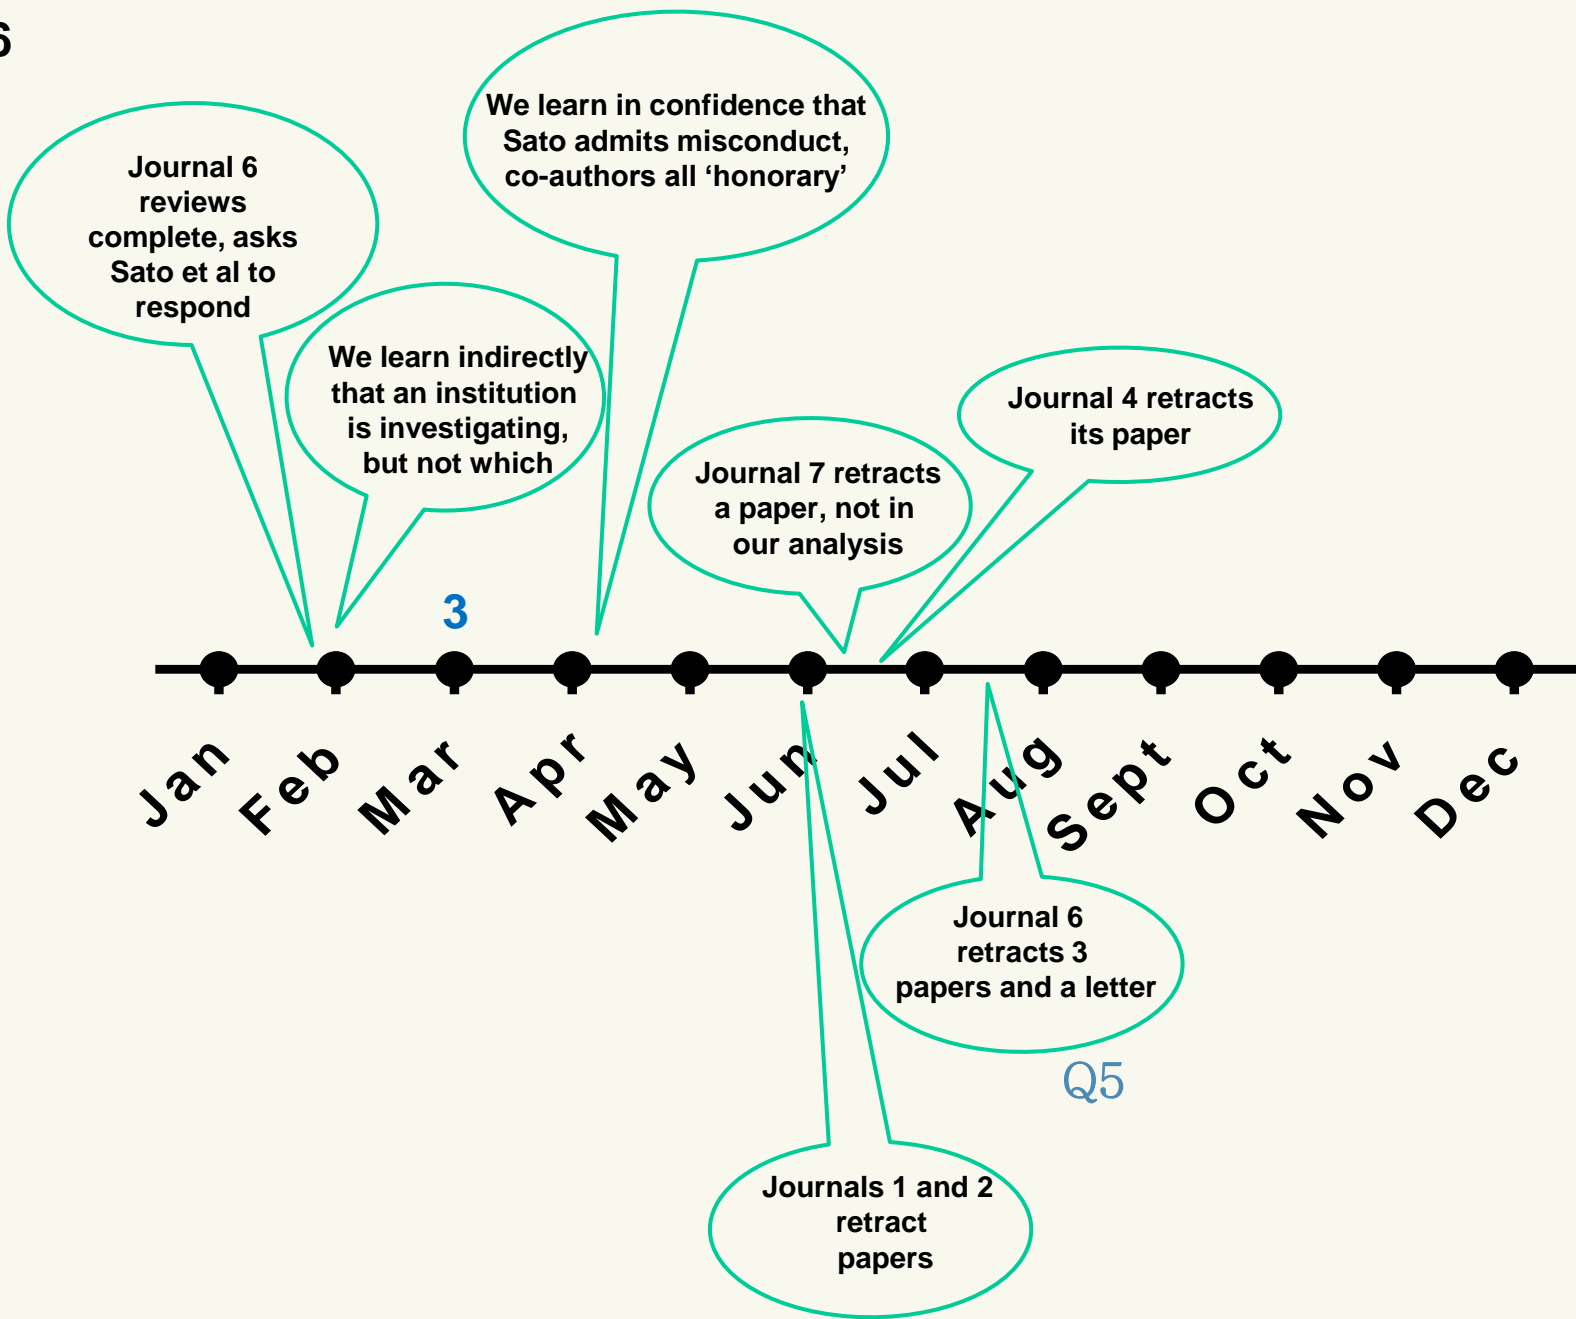 6
We learn in confidence that
Sato admits misconduct,
co-authors all ‘honorary’
Journal 6
reviews
complete, asks
Sato et al to
respond
We learn indirectly
that an institution
is investigating,
but not which
Journal 4 retracts
its paper
Journal 7 retracts
a paper, not in
our analysis
3
Jan
Feb
Mar
Apr
May
Jun
Jul
Aug
Sept
Oct
Nov
Dec
Journal 6
retracts 3
papers and a letter
Q5
Journals 1 and 2
retract
papers